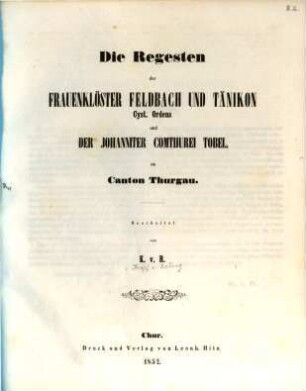 Die Regesten
der
FRAUENKLÖSTER FELDBACH UND TÄNIKON
Cyst. Ordens
und
DER JOHANNITER COMTHUREI TOBEL,
im
Canton Thurgau.
Bearbeitet
von
K. v. R.
Chur.
Druck und Verlag von Leonh. Hitz
1852.